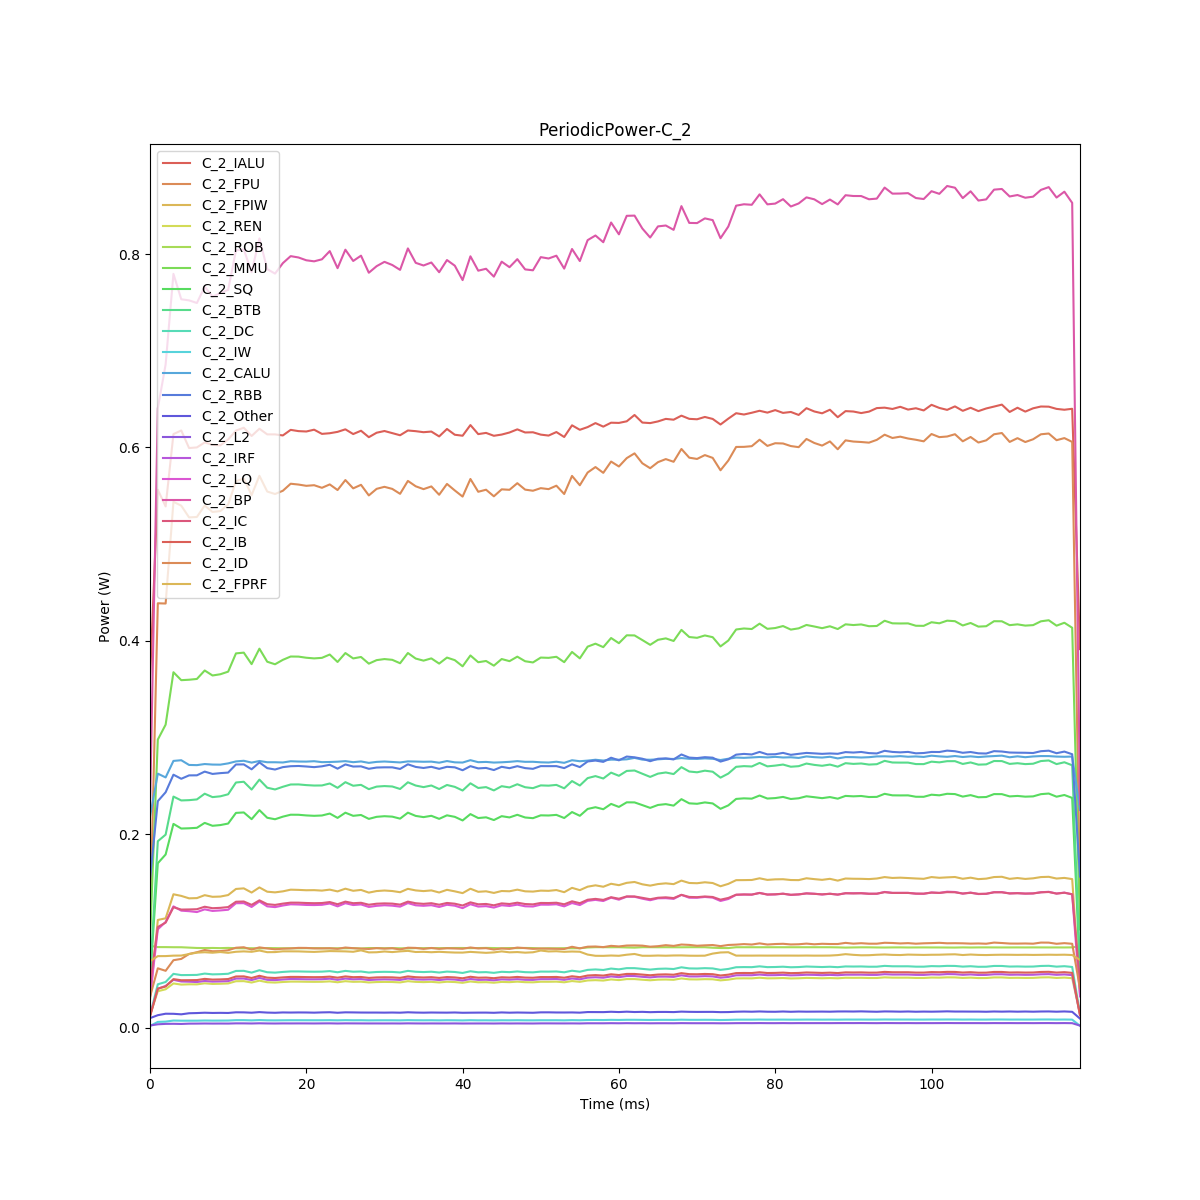 PeriodicPower-C_2
C_2_IALU
C_2_FPU
C_2_FPIW
C_2_REN
C_2_ROB
C_2_MMU
C_2_SQ
C_2_BTB
C_2_DC
C_2_IW
C_2_CALU
C_2_RBB
C_2_Other
C_2_L2
C_2_IRF
C_2_LQ
C_2_BP
C_2_IC
C_2_IB
C_2_ID
C_2_FPRF
Power (W)
0.8
0.6
0.4
0.2
0.0
0 20 40 60 80 100
Time (ms)